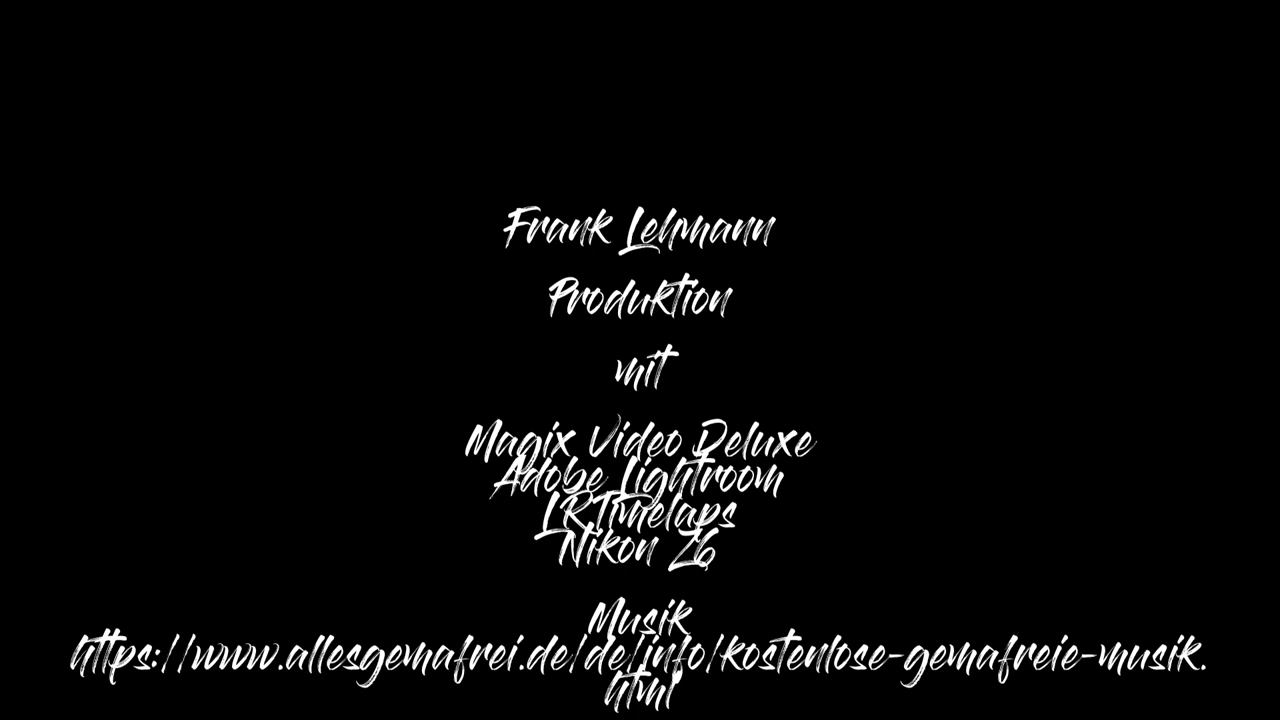 Frank Lehmann
Produktion
mit
Magix Video Deluxe
Adobe Lightroom
LRTimelaps
Nikon Z6
Musik
https://www.allesgemafrei.de/de/info/kostenlose-gemafreie-musik.
html